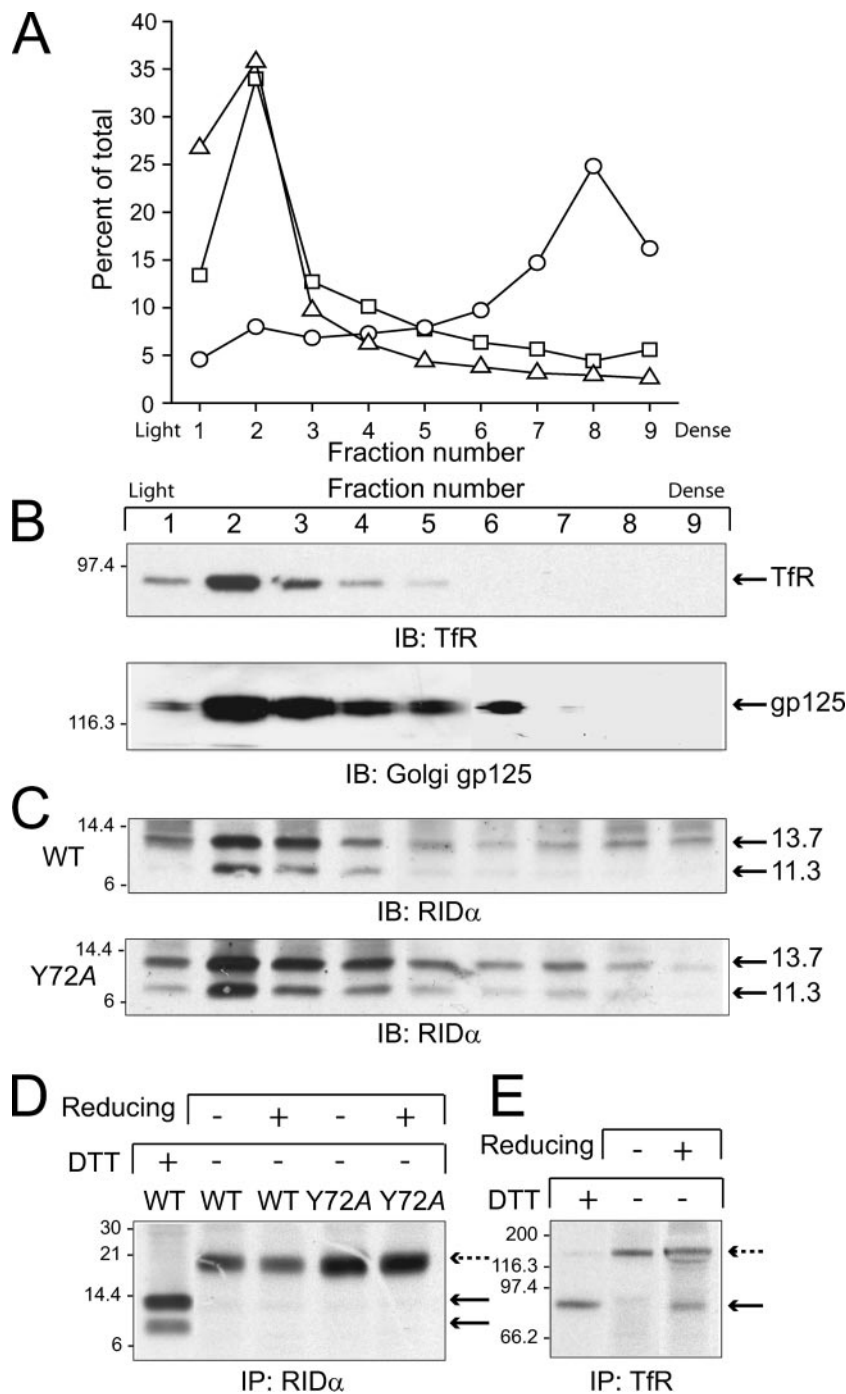 A
40
35
30
25
20
15
10
5
0
Percent of total
Light 1 2 3 4 5 6 7 8 9 Dense
Fraction number
Light Fraction number Dense
B 1 2 3 4 5 6 7 8 9
97.4 - TfR
IB: TfR
gp125
116.3 -
IB: Golgi gp125
C
14.4 - 13.7
WT
11.3
6 -
IB: RIDα
14.4 - 13.7
Y72A
6 - 11.3
IB: RIDα
D
Reducing - + - +
DTT + - - - -
WT WT WT Y72A Y72A
30 -
21 -
14.4 -
6 -
IP: RIDα
E
Reducing - +
DTT + - -
200 -
116.3 -
97.4 -
66.2 -
IP: TfR